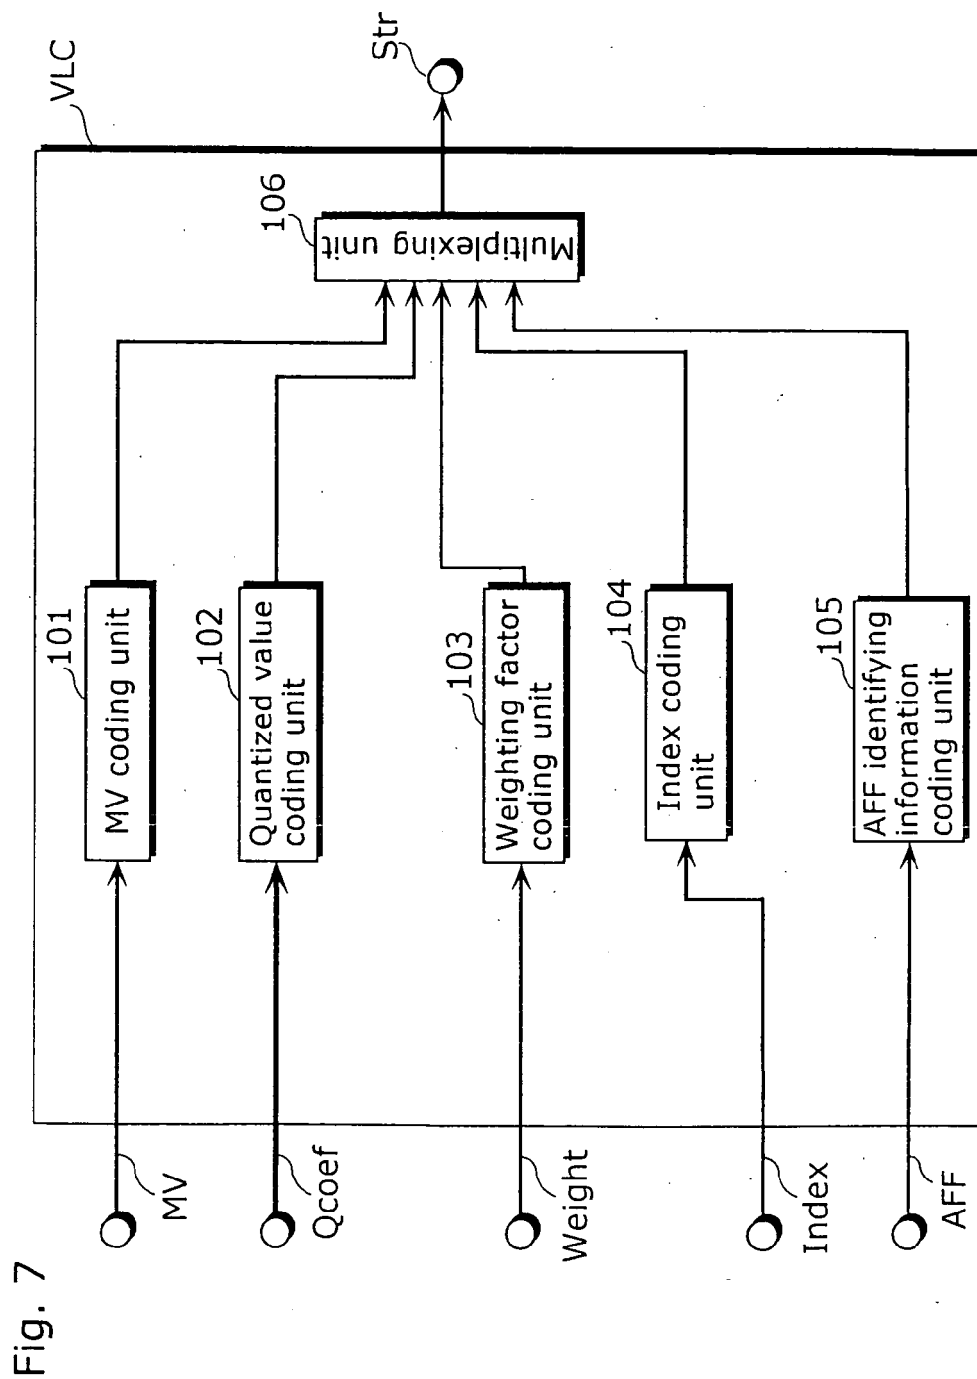 Fig. 7
VLC
MV
101
MV coding unit
Qcoef
102
Quantized value
coding unit
Weight
103
Weighting factor
coding unit
Index
104
Index coding
unit
AFF
105
AFF identifying
information
coding unit
106
Multiplexing
unit
Str